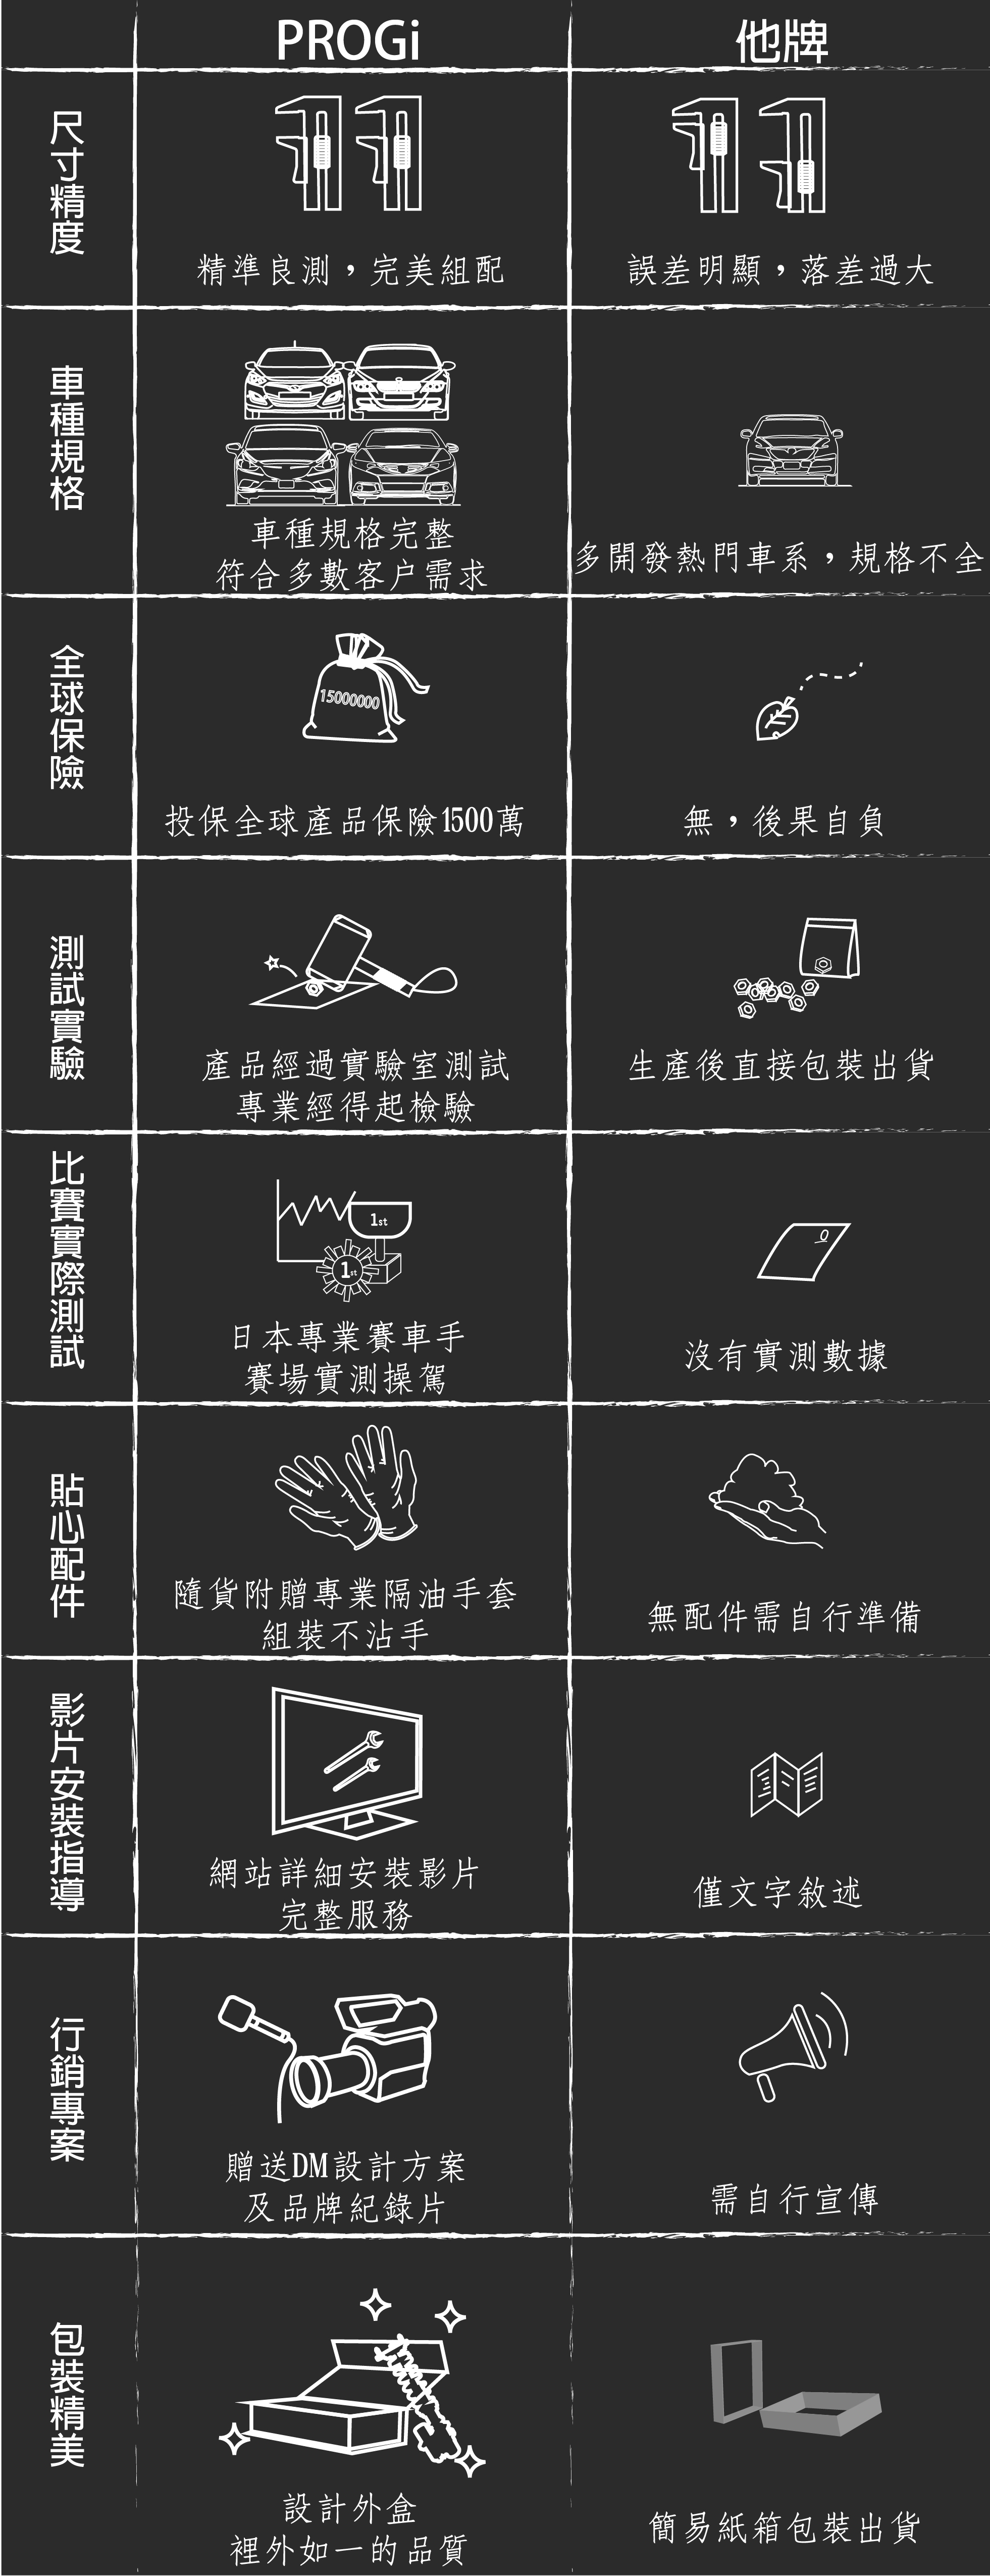 PROGi
他牌
尺寸精度
精準良測，完美組配
誤差明顯，落差過大
車種規格
車種規格完整
符合多數客户需求
多開發熱門車系，規格不全
全球保險
15000000
投保全球產品保險1500萬
無，後果自負
測試實驗
產品經過實驗室測試
專業經得起檢驗
生產後直接包裝出貨
比賽實際測試
1st
1st
日本專業賽車手
賽場實測操駕
0
沒有實測數據
貼心配件
隨貨附贈專業隔油手套
組裝不沾手
無配件需自行準備
影片安裝指導
網站詳細安裝影片
完整服務
僅文字敘述
行銷專案
贈送DM設計方案
及品牌紀錄片
需自行宣傳
包裝精美
設計外盒
裡外如一的品質
簡易紙箱包裝出貨